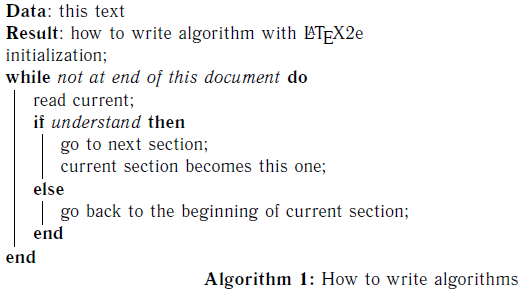 Data: this text
Result: how to write algorithm with LATEX2e
initialization;
while not at end of this document do
read current;
if understand then
go to next section;
current section becomes this one;
else
go back to the beginning of current section;
end
end
Algorithm 1: How to write algorithms